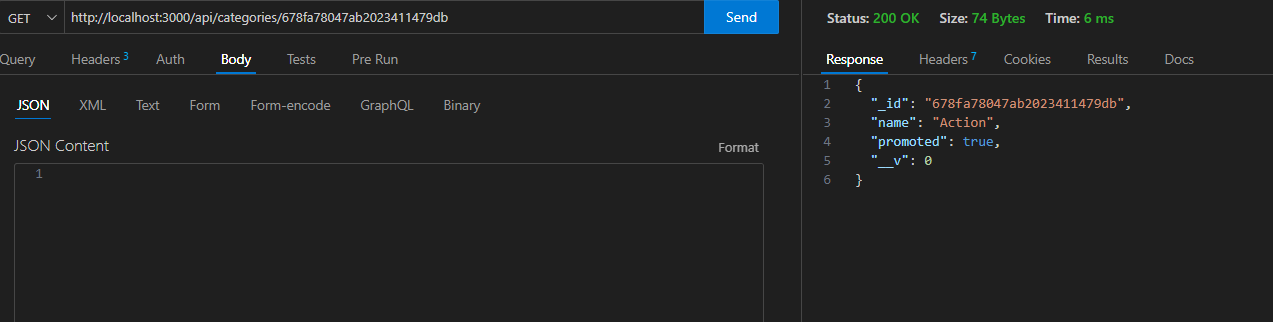 GET http://localhost:3000/api/categories/678fa78047ab2023411479db Send
Query Headers 3 Auth Body Tests Pre Run
JSON XML Text Form Form-encode GraphQL Binary
JSON Content Format
1
Status: 200 OK Size: 74 Bytes Time: 6 ms
Response Headers 7 Cookies Results Docs
1 {
2 "_id": "678fa78047ab2023411479db",
3 "name": "Action",
4 "promoted": true,
5 "__v": 0
6 }